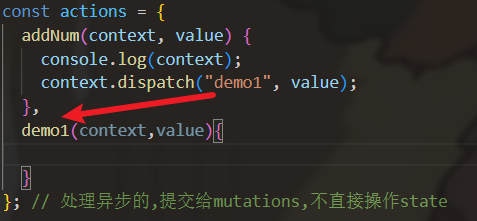 const actions = {
addNum(context, value) {
console.log(context);
context.dispatch("demo1", value);
},
demo1(context,value){
}
}; // 处理异步的,提交给mutations,不直接操作state